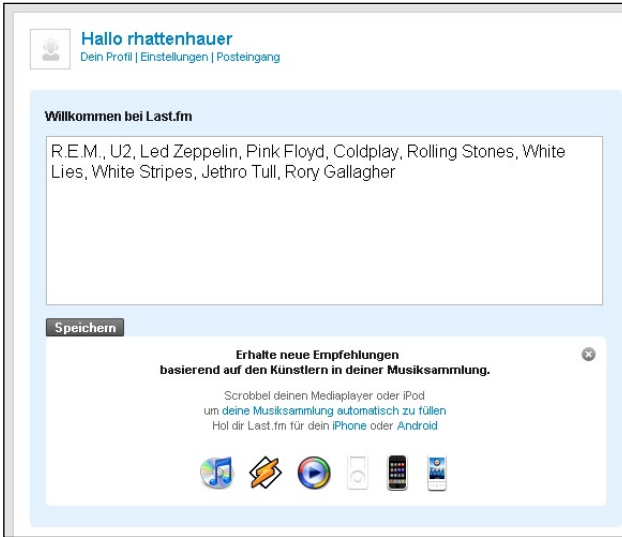 Hallo rhattenhauer
Dein Profil | Einstellungen | Posteingang
Willkommen bei Last.fm
R.E.M., U2, Led Zeppelin, Pink Floyd, Coldplay, Rolling Stones, White
Lies, White Stripes, Jethro Tull, Rory Gallagher
Speichern
Erhalte neue Empfehlungen
basierend auf den Künstlern in deiner Musiksammlung.
Scrobbel deinen Mediaplayer oder iPod
um deine Musiksammlung automatisch zu füllen
Hol dir Last.fm für dein iPhone oder Android